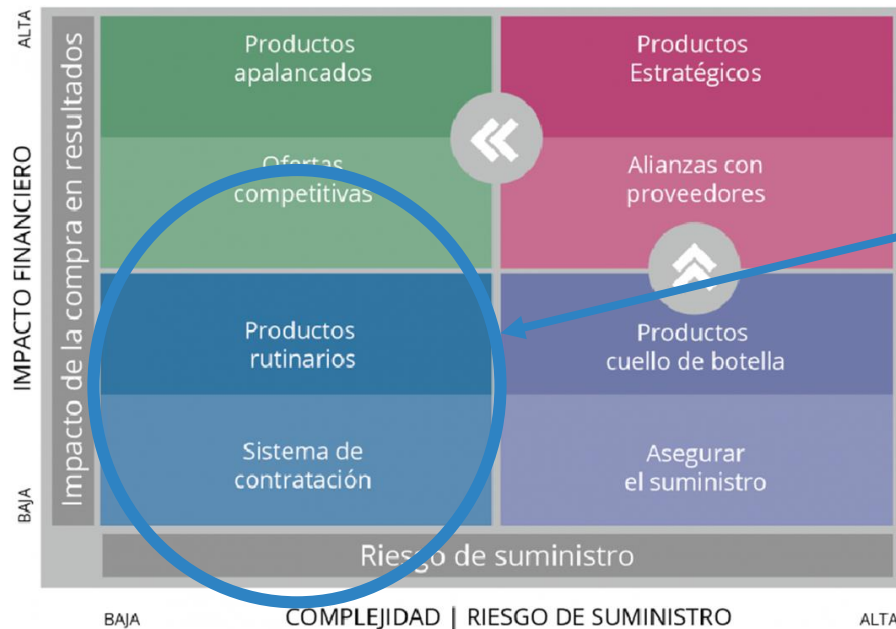 ALTA
IMPACTO FINANCIERO
BAJA
Impacto de la compra en resultados
Productos
apalancados
Ofertas
competitivas
Productos
Estratégicos
Alianzas con
proveedores
Productos
rutinarios
Sistema de
contratación
Productos
cuello de botella
Asegurar
el suministro
Riesgo de suministro
BAJA
COMPLEJIDAD | RIESGO DE SUMINISTRO
ALTA